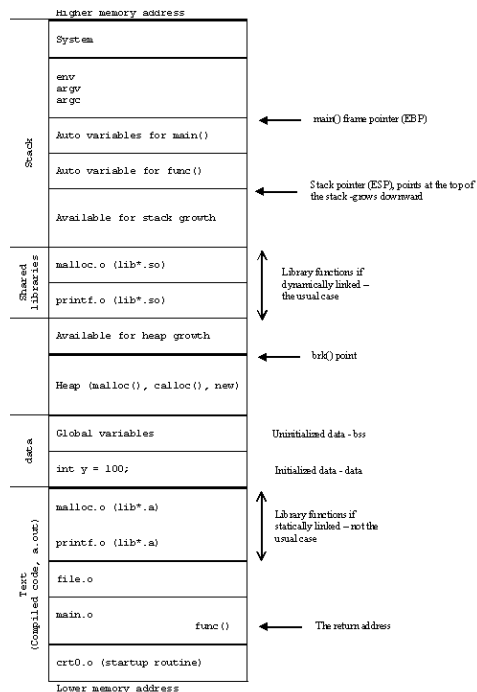 Higher memory address
System
env
argv
argc
main() frame pointer (EBP)
Auto variables for main()
Stack
Auto variable for func()
Stack pointer (ESP), points at the top of
the stack -grows downward
Available for stack growth
Shared
libraries
malloc.o (lib*.so)
printf.o (lib*.so)
Library functions if
dynamically linked –
the usual case
Available for heap growth
brk() point
Heap (malloc(), calloc(), new)
data
Global variables
Uninitialized data - bss
int y = 100;
Initialized data - data
Text
(Compiled code, a.out)
malloc.o (lib*.a)
printf.o (lib*.a)
Library functions if
statically linked – not the
usual case
file.o
main.o
func()
The return address
crt0.o (startup routine)
Lower memory address